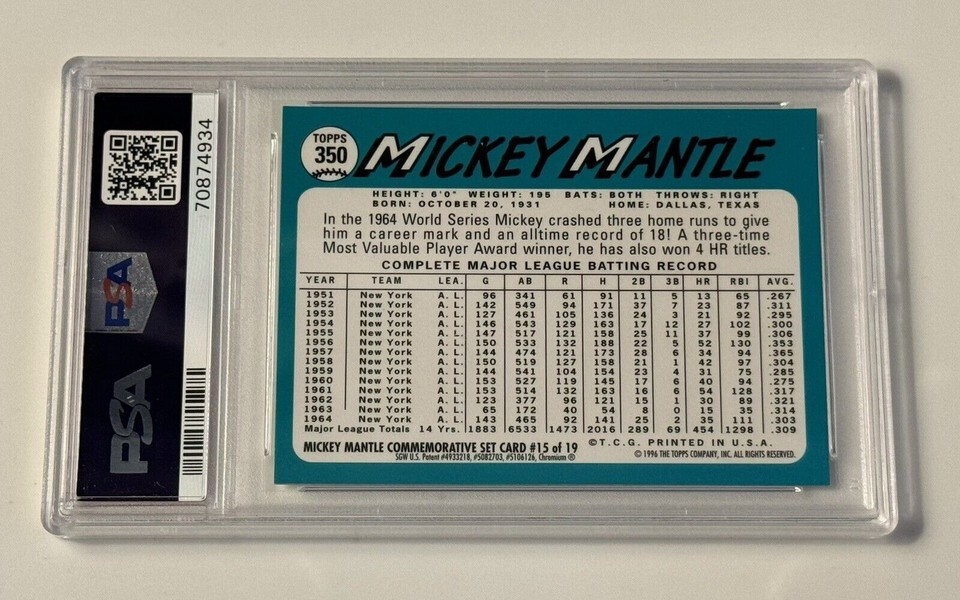 70874934
PSA
PSA
TOPPS
350
MICKEY MANTLE
HEIGHT: 6'0" WEIGHT: 195 BATS: BOTH THROWS: RIGHT
BORN: OCTOBER 20, 1931 HOME: DALLAS, TEXAS
In the 1964 World Series Mickey crashed three home runs to give
him a career mark and an alltime record of 18! A three-time
Most Valuable Player Award winner, he has also won 4 HR titles.
COMPLETE MAJOR LEAGUE BATTING RECORD
YEAR TEAM LEA. G AB R H 2B 3B HR RBI AVG.
1951 New York A. L. 96 341 61 91 11 5 13 65 .267
1952 New York A. L. 142 549 94 171 37 7 23 87 .311
1953 New York A. L. 127 461 105 136 24 3 21 92 .295
1954 New York A. L. 146 543 129 163 17 12 27 102 .300
1955 New York A. L. 147 517 121 158 25 11 37 99 .306
1956 New York A. L. 150 533 132 188 22 5 52 130 .353
1957 New York A. L. 144 474 121 173 28 6 34 94 .365
1958 New York A. L. 150 519 127 158 21 1 42 97 .304
1959 New York A. L. 144 541 104 154 23 4 31 75 .285
1960 New York A. L. 153 527 119 145 17 6 40 94 .275
1961 New York A. L. 153 514 132 163 16 6 54 128 .317
1962 New York A. L. 123 377 96 121 15 1 30 89 .321
1963 New York A. L. 65 172 40 54 8 0 15 35 .314
1964 New York A. L. 143 465 92 141 25 2 35 111 .303
Major League Totals 14 Yrs. 1883 6533 1473 2016 289 69 454 1298 .309
MICKEY MANTLE COMMEMORATIVE SET CARD #15 of 19 ©T.C.G. PRINTED IN U.S.A.
SGW U.S. Patent #4933218, #5082703, #5106126, Chromium® © 1996 THE TOPPS COMPANY, INC. ALL RIGHTS RESERVED.